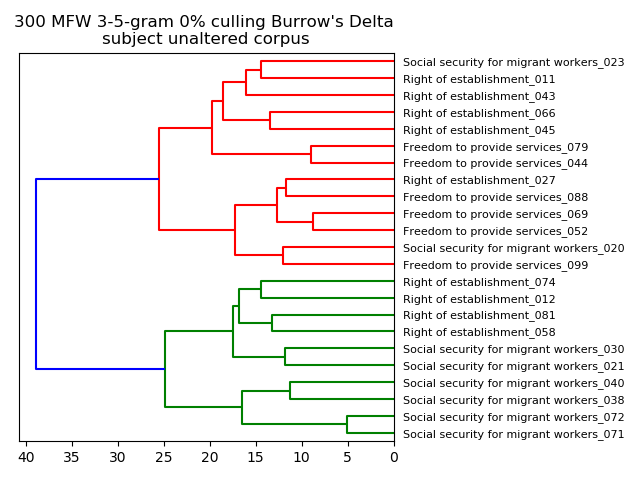 300 MFW 3-5-gram 0% culling Burrow's Delta
subject unaltered corpus
Social security for migrant workers_023
Right of establishment_011
Right of establishment_043
Right of establishment_066
Right of establishment_045
Freedom to provide services_079
Freedom to provide services_044
Right of establishment_027
Freedom to provide services_088
Freedom to provide services_069
Freedom to provide services_052
Social security for migrant workers_020
Freedom to provide services_099
Right of establishment_074
Right of establishment_012
Right of establishment_081
Right of establishment_058
Social security for migrant workers_030
Social security for migrant workers_021
Social security for migrant workers_040
Social security for migrant workers_038
Social security for migrant workers_072
Social security for migrant workers_071
40 35 30 25 20 15 10 5 0